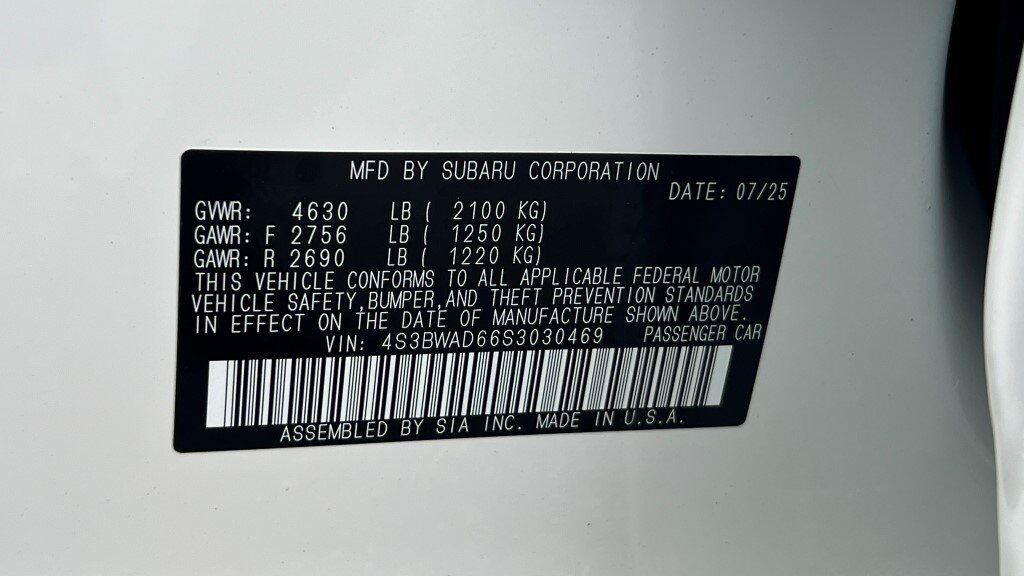 MFD BY SUBARU CORPORATION
DATE: 07/25
GVWR: 4630 LB ( 2100 KG)
GAWR: F 2756 LB ( 1250 KG)
GAWR: R 2690 LB ( 1220 KG)
THIS VEHICLE CONFORMS TO ALL APPLICABLE FEDERAL MOTOR
VEHICLE SAFETY,BUMPER,AND THEFT PREVENTION STANDARDS
IN EFFECT ON THE DATE OF MANUFACTURE SHOWN ABOVE.
VIN: 4S3BWAD66S3030469 PASSENGER CAR
ASSEMBLED BY SIA INC. MADE IN U.S.A.